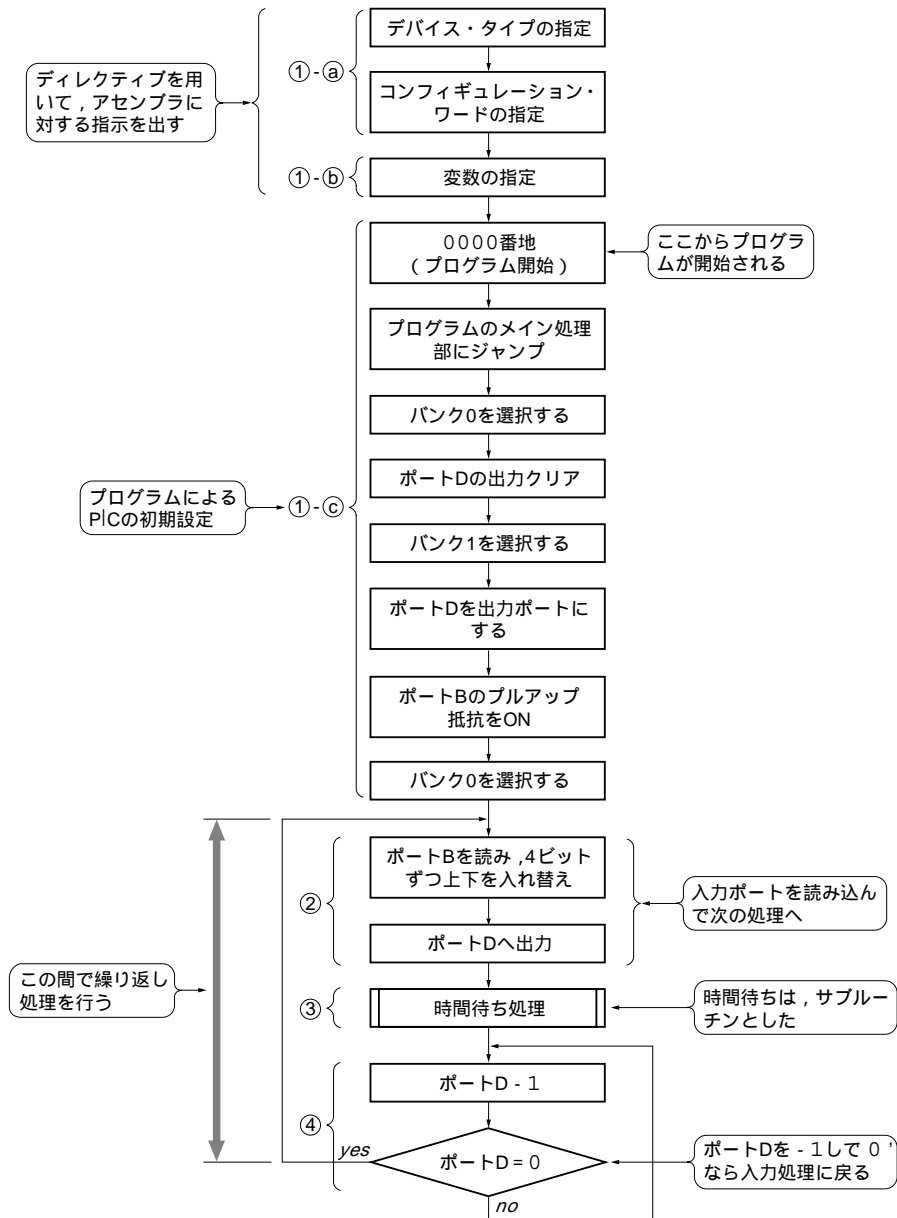 デバイス・タイプの指定
①-ⓐ
ディレクティブを用
いて，アセンブラに
対する指示を出す
コンフィギュレーション・
ワードの指定
①-ⓑ
変数の指定
0000番地
(プログラム開始)
ここからプログラ
ムが開始される
プログラムのメイン処理
部にジャンプ
バンク0を選択する
ポートDの出力クリア
プログラムによる
PICの初期設定
①-ⓒ
バンク1を選択する
ポートDを出力ポートに
する
ポートBのプルアップ
抵抗をON
バンク0を選択する
ポートBを読み，4ビット
ずつ上下を入れ替え
②
入力ポートを読み込ん
で次の処理へ
ポートDへ出力
この間で繰り返し
処理を行う
③
時間待ち処理
時間待ちは，サブルー
チンとした
ポートD - 1
④
yes
ポートD = 0
ポートDを - 1して 0 '
なら入力処理に戻る
no